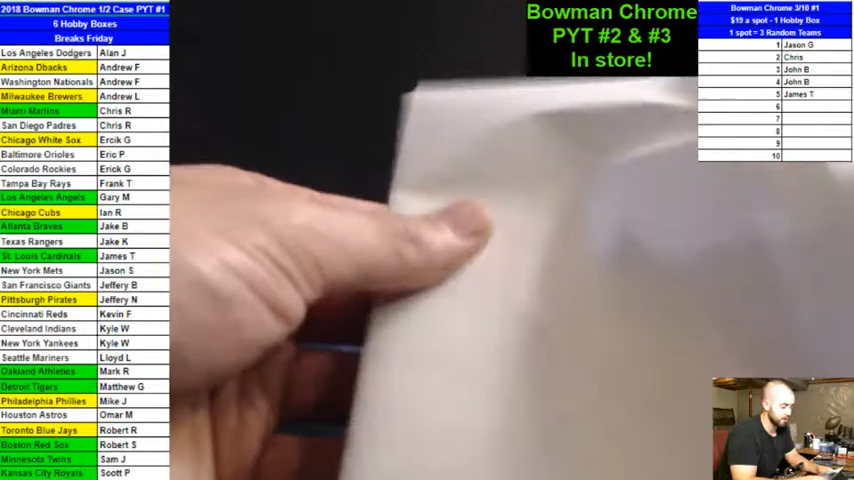 2018 Bowman Chrome 1/2 Case PYT #1
6 Hobby Boxes
Breaks Friday
Los Angeles Dodgers Alan J
Arizona Dbacks Andrew F
Washington Nationals Andrew F
Milwaukee Brewers Andrew L
Miami Marlins Chris R
San Diego Padres Chris R
Chicago White Sox Ercik G
Baltimore Orioles Eric P
Colorado Rockies Erick G
Tampa Bay Rays Frank T
Los Angeles Angels Gary M
Chicago Cubs Ian R
Atlanta Braves Jake B
Texas Rangers Jake K
St. Louis Cardinals James T
New York Mets Jason S
San Francisco Giants Jeffery B
Pittsburgh Pirates Jeffery N
Cincinnati Reds Kevin F
Cleveland Indians Kyle W
New York Yankees Kyle W
Seattle Mariners Lloyd L
Oakland Athletics Mark R
Detroit Tigers Matthew G
Philadelphia Phillies Mike J
Houston Astros Omar M
Toronto Blue Jays Robert R
Boston Red Sox Robert S
Minnesota Twins Sam J
Kansas City Royals Scott P
Bowman Chrome
PYT #2 & #3
In store!
Bowman Chrome 3/10 #1
$19 a spot - 1 Hobby Box
1 spot = 3 Random Teams
1 Jason G
2 Chris
3 John B
4 John B
5 James T
6
7
8
9
10